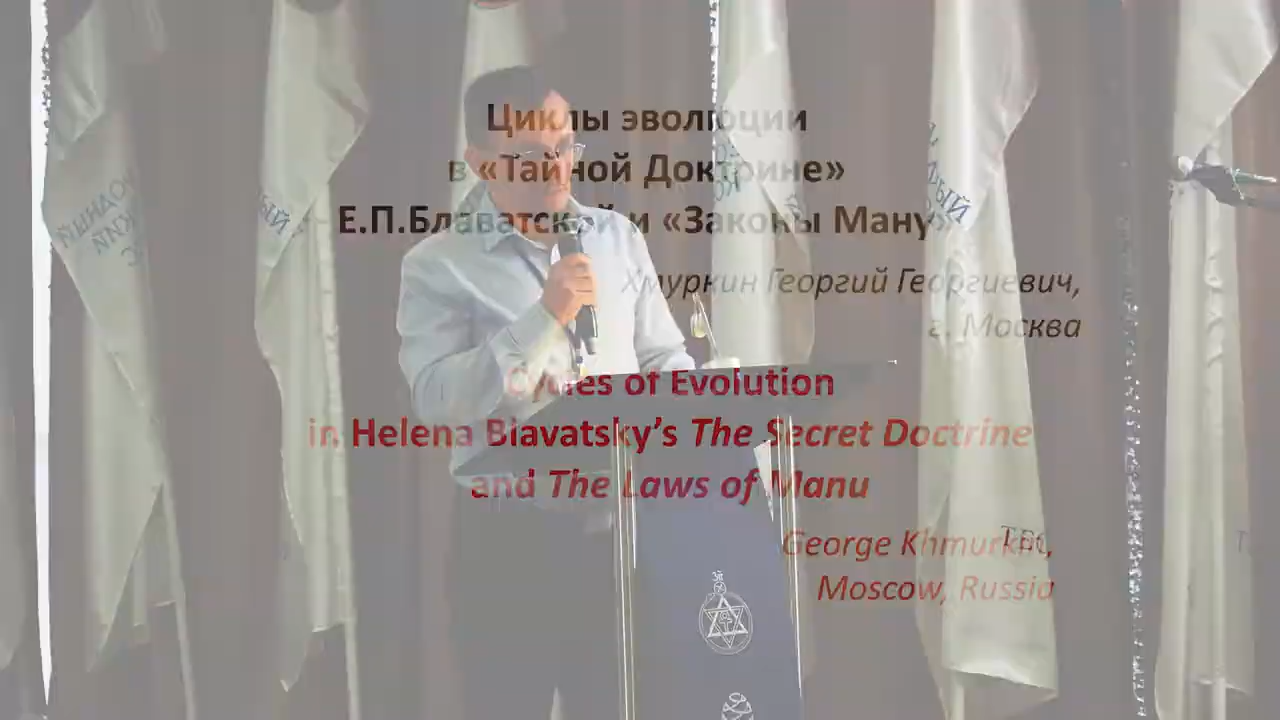 Циклы эволюции
в «Тайной Доктрине»
Е.П.Блаватской и «Законы Ману»
Хмуркин Георгий Георгиевич,
г. Москва
Cycles of Evolution
in Helena Blavatsky’s The Secret Doctrine
and The Laws of Manu
George Khmurkin,
Moscow, Russia